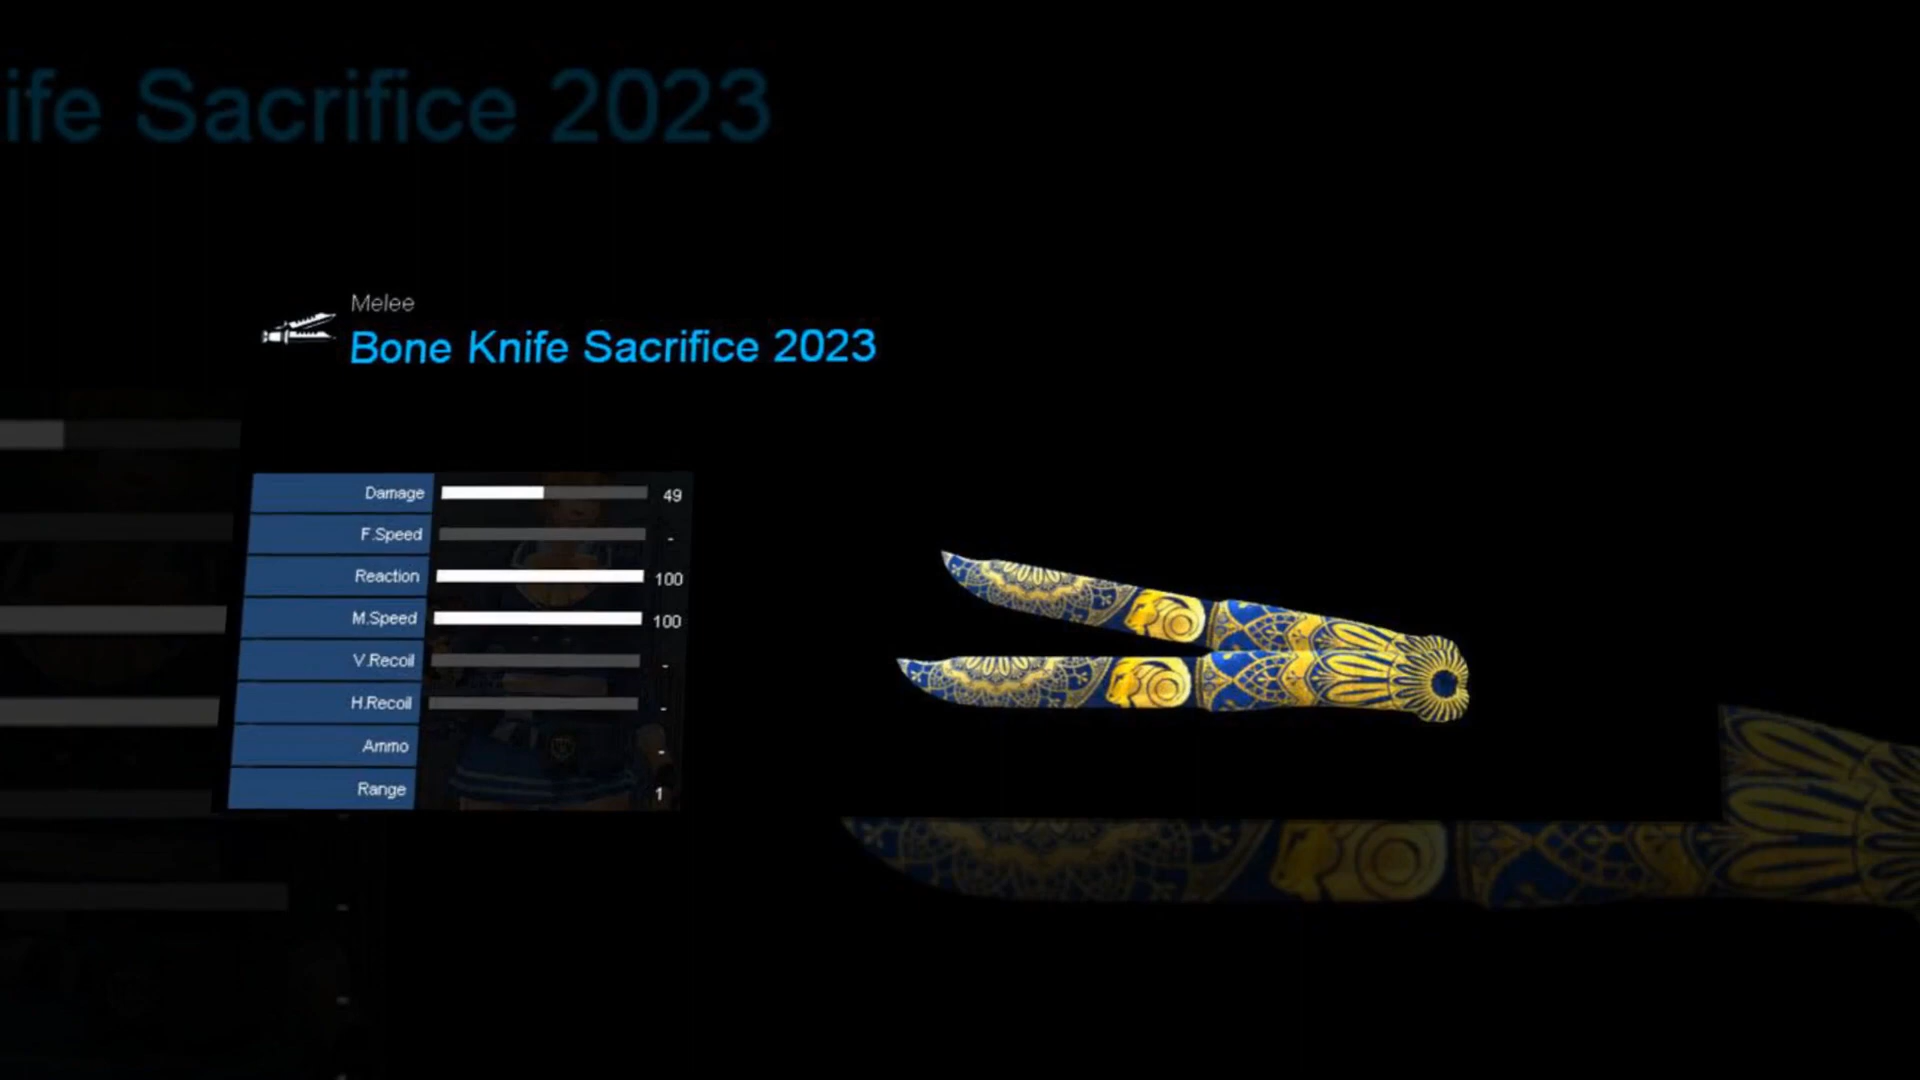 ife Sacrifice 2023
Melee
Bone Knife Sacrifice 2023
Damage 49
F.Speed -
Reaction 100
M.Speed 100
V.Recoil -
H.Recoil -
Ammo -
Range 1